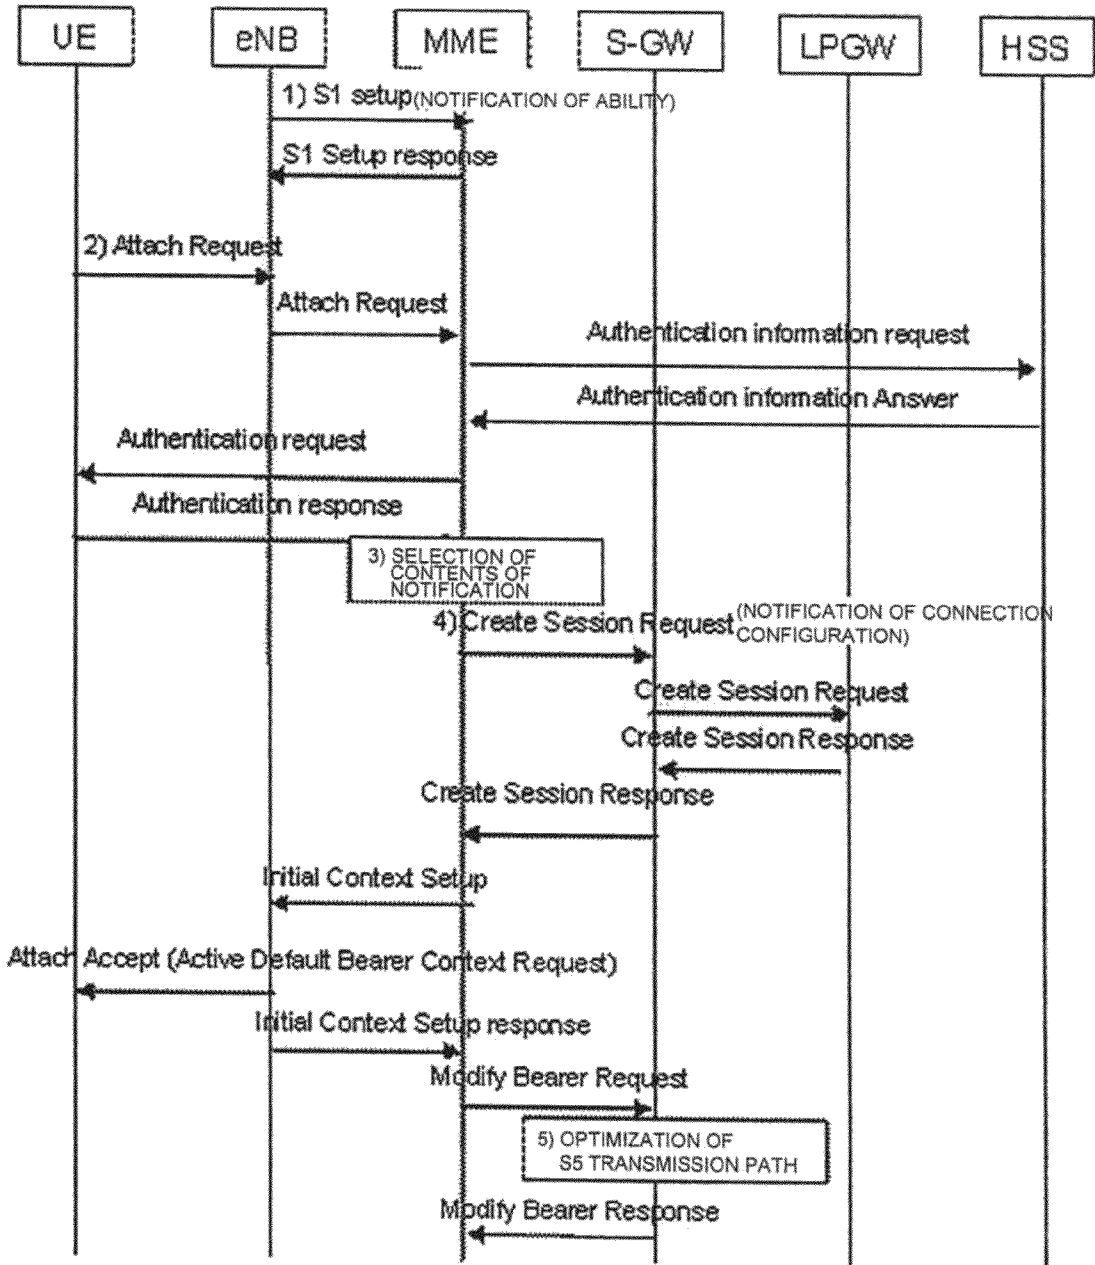 UE eNB MME S-GW LPGW HSS
1) S1 setup(NOTIFICATION OF ABILITY)
S1 Setup response
2) Attach Request
Attach Request
Authentication information request
Authentication information Answer
Authentication request
Authentication response
3) SELECTION OF
CONTENTS OF
NOTIFICATION
4) Create Session Request (NOTIFICATION OF CONNECTION
CONFIGURATION)
Create Session Request
Create Session Response
Create Session Response
Initial Context Setup
Attach Accept (Active Default Bearer Context Request)
Initial Context Setup response
Modify Bearer Request
5) OPTIMIZATION OF
S5 TRANSMISSION PATH
Modify Bearer Response